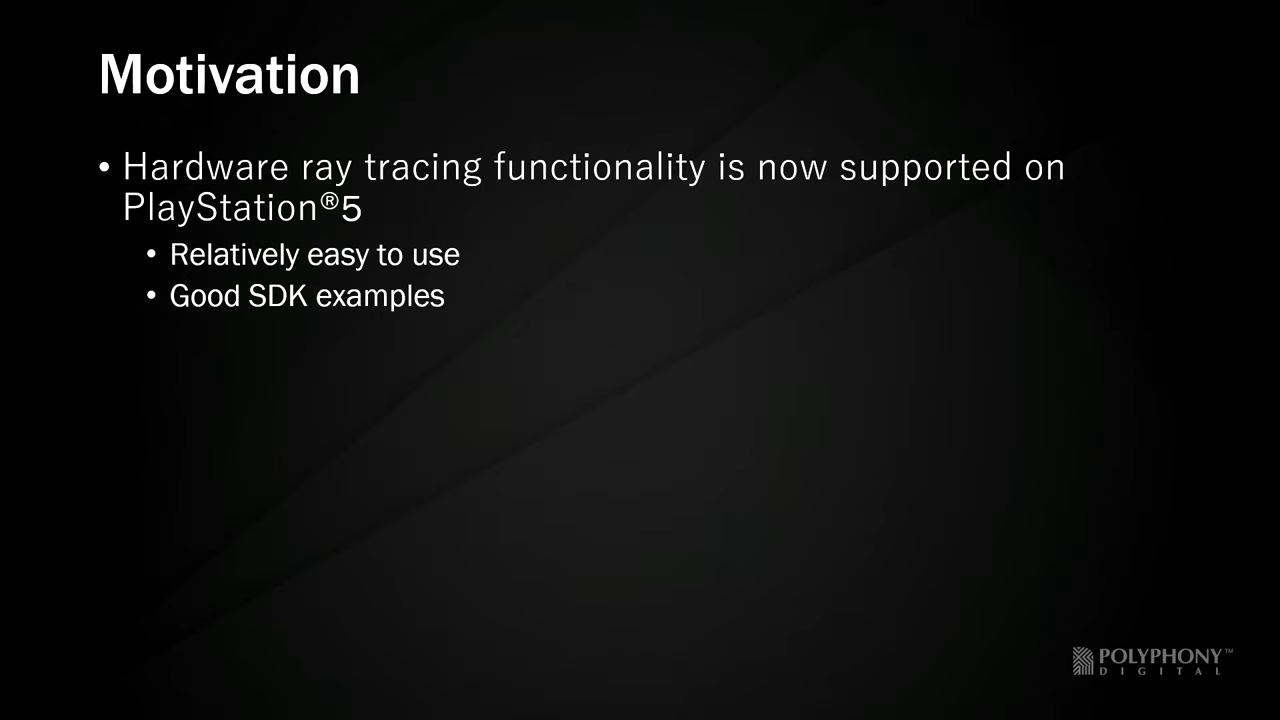 Motivation
• Hardware ray tracing functionality is now supported on
PlayStation®5
• Relatively easy to use
• Good SDK examples
POLYPHONY™
DIGITAL